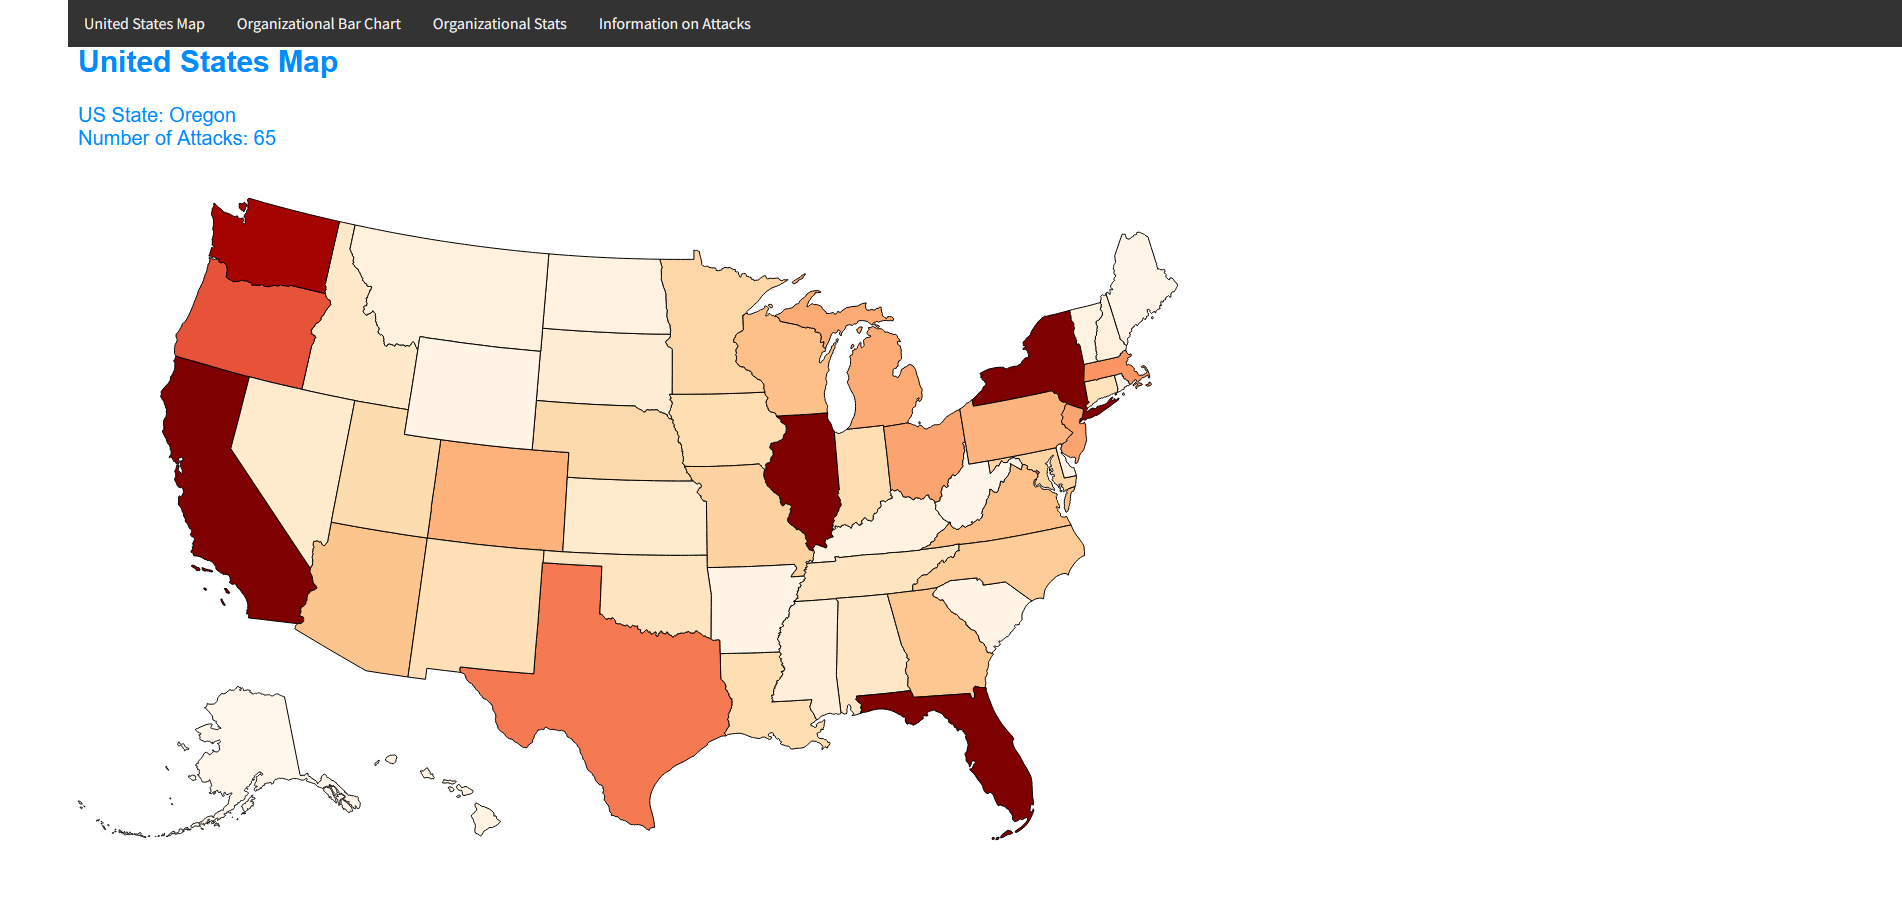 United States Map Organizational Bar Chart Organizational Stats Information on Attacks
United States Map
US State: Oregon
Number of Attacks: 65